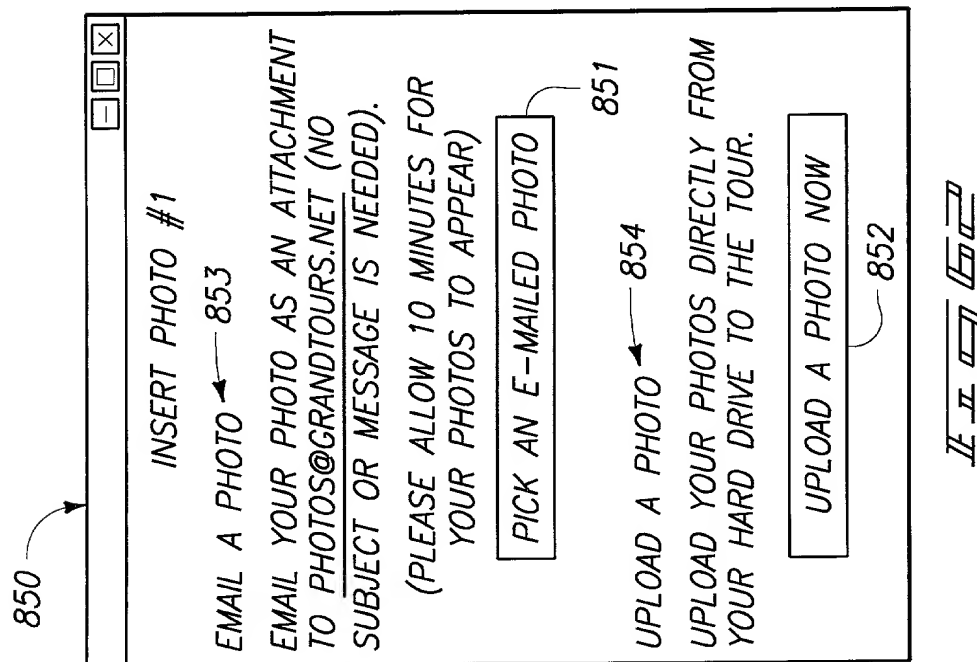 850
INSERT PHOTO #1
EMAIL A PHOTO 853
EMAIL YOUR PHOTO AS AN ATTACHMENT
TO PHOTOS@GRANDTOURS.NET (NO
SUBJECT OR MESSAGE IS NEEDED).
(PLEASE ALLOW 10 MINUTES FOR
YOUR PHOTOS TO APPEAR)
PICK AN E-MAILED PHOTO
851
UPLOAD A PHOTO 854
UPLOAD YOUR PHOTOS DIRECTLY FROM
YOUR HARD DRIVE TO THE TOUR.
UPLOAD A PHOTO NOW
852
FIG 62